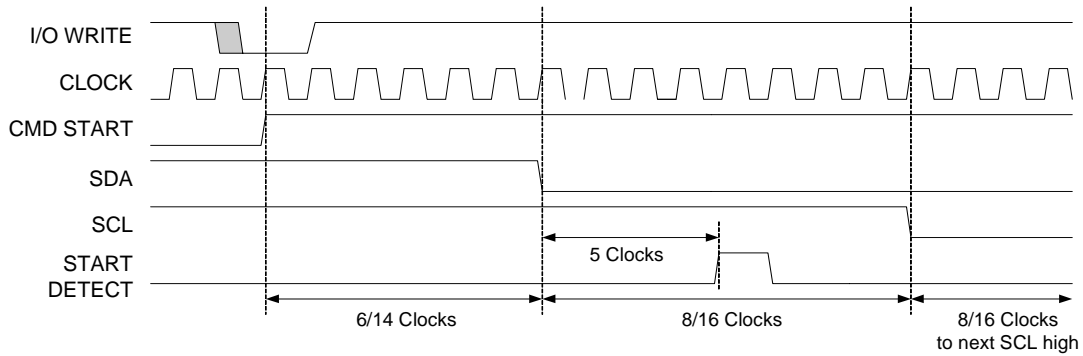 I/O WRITE
CLOCK
CMD START
SDA
SCL
5 Clocks
START
DETECT
6/14 Clocks
8/16 Clocks
8/16 Clocks
to next SCL high